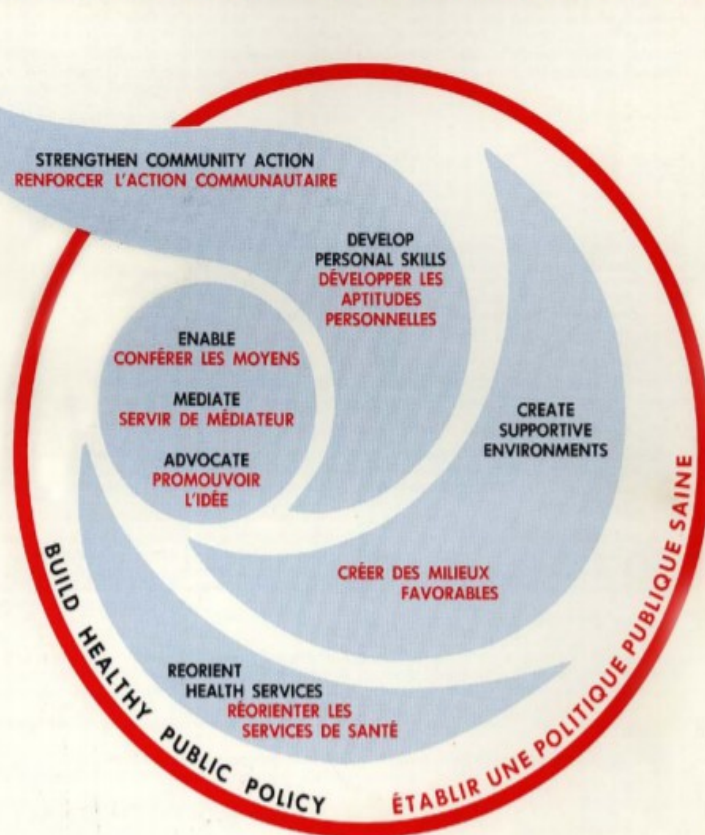 STRENGTHEN COMMUNITY ACTION
RENFORCER L'ACTION COMMUNAUTAIRE
DEVELOP
PERSONAL SKILLS
DÉVELOPPER LES
APTITUDES
PERSONNELLES
ENABLE
CONFÉRER LES MOYENS
MEDIATE
SERVIR DE MÉDIATEUR
ADVOCATE
PROMOUVOIR
L'IDÉE
CREATE
SUPPORTIVE
ENVIRONMENTS
CRÉER DES MILIEUX
FAVORABLES
REORIENT
HEALTH SERVICES
RÉORIENTER LES
SERVICES DE SANTÉ
BUILD HEALTHY PUBLIC POLICY
ÉTABLIR UNE POLITIQUE PUBLIQUE SAINE